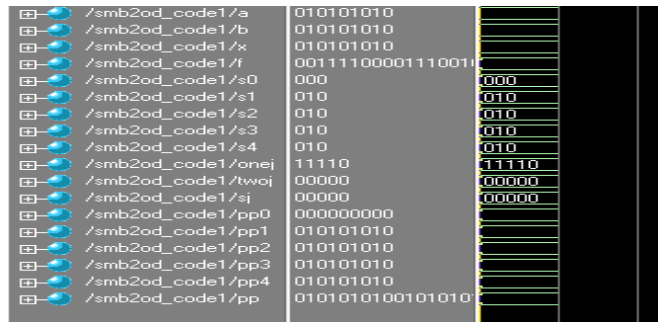 /smb2od_code1/a 010101010
/smb2od_code1/b 010101010
/smb2od_code1/x 010101010
/smb2od_code1/f 0011110000111001
/smb2od_code1/s0 000 000
/smb2od_code1/s1 010 010
/smb2od_code1/s2 010 010
/smb2od_code1/s3 010 010
/smb2od_code1/s4 010 010
/smb2od_code1/onej 11110 11110
/smb2od_code1/twoj 00000 00000
/smb2od_code1/sj 00000 00000
/smb2od_code1/pp0 000000000
/smb2od_code1/pp1 010101010
/smb2od_code1/pp2 010101010
/smb2od_code1/pp3 010101010
/smb2od_code1/pp4 010101010
/smb2od_code1/pp 0101010100101010